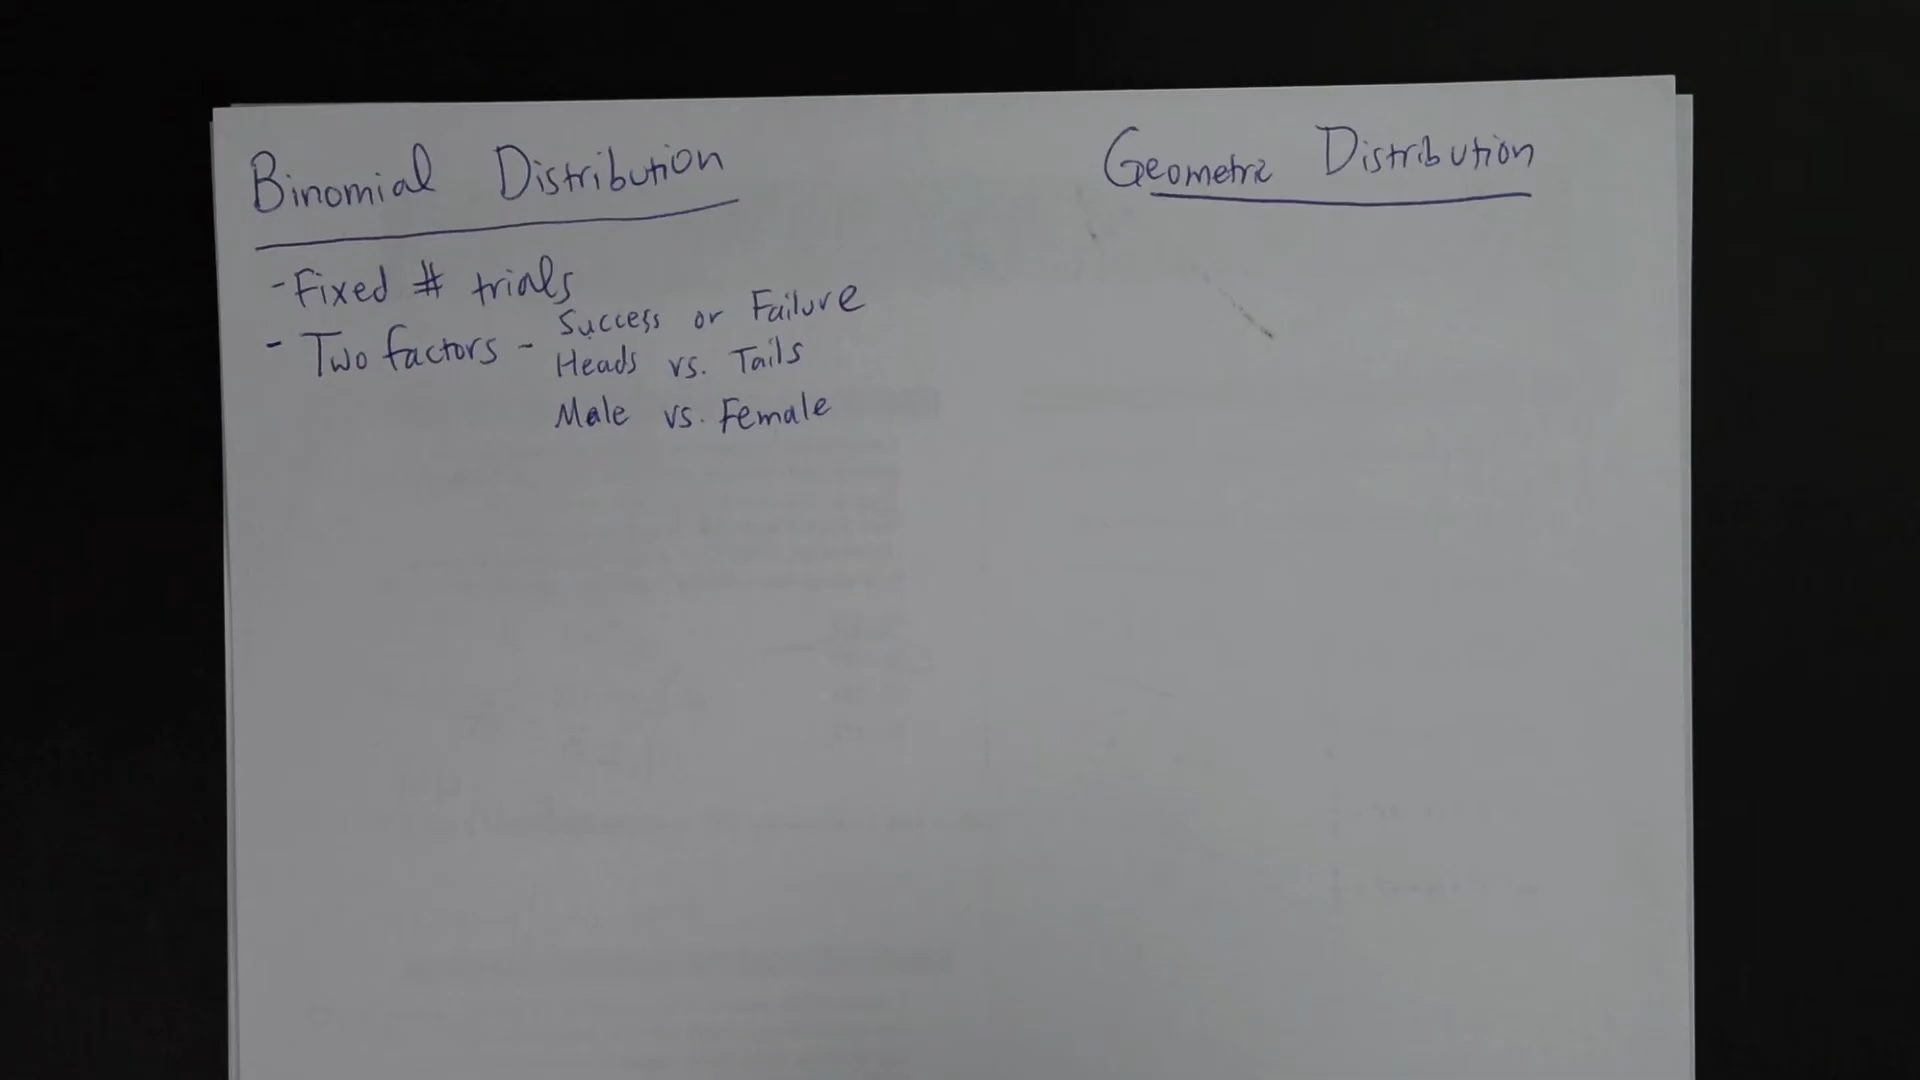 Binomial Distribution
- Fixed # trials
- Two factors - Success or Failure
Heads vs. Tails
Male vs. Female
Geometric Distribution